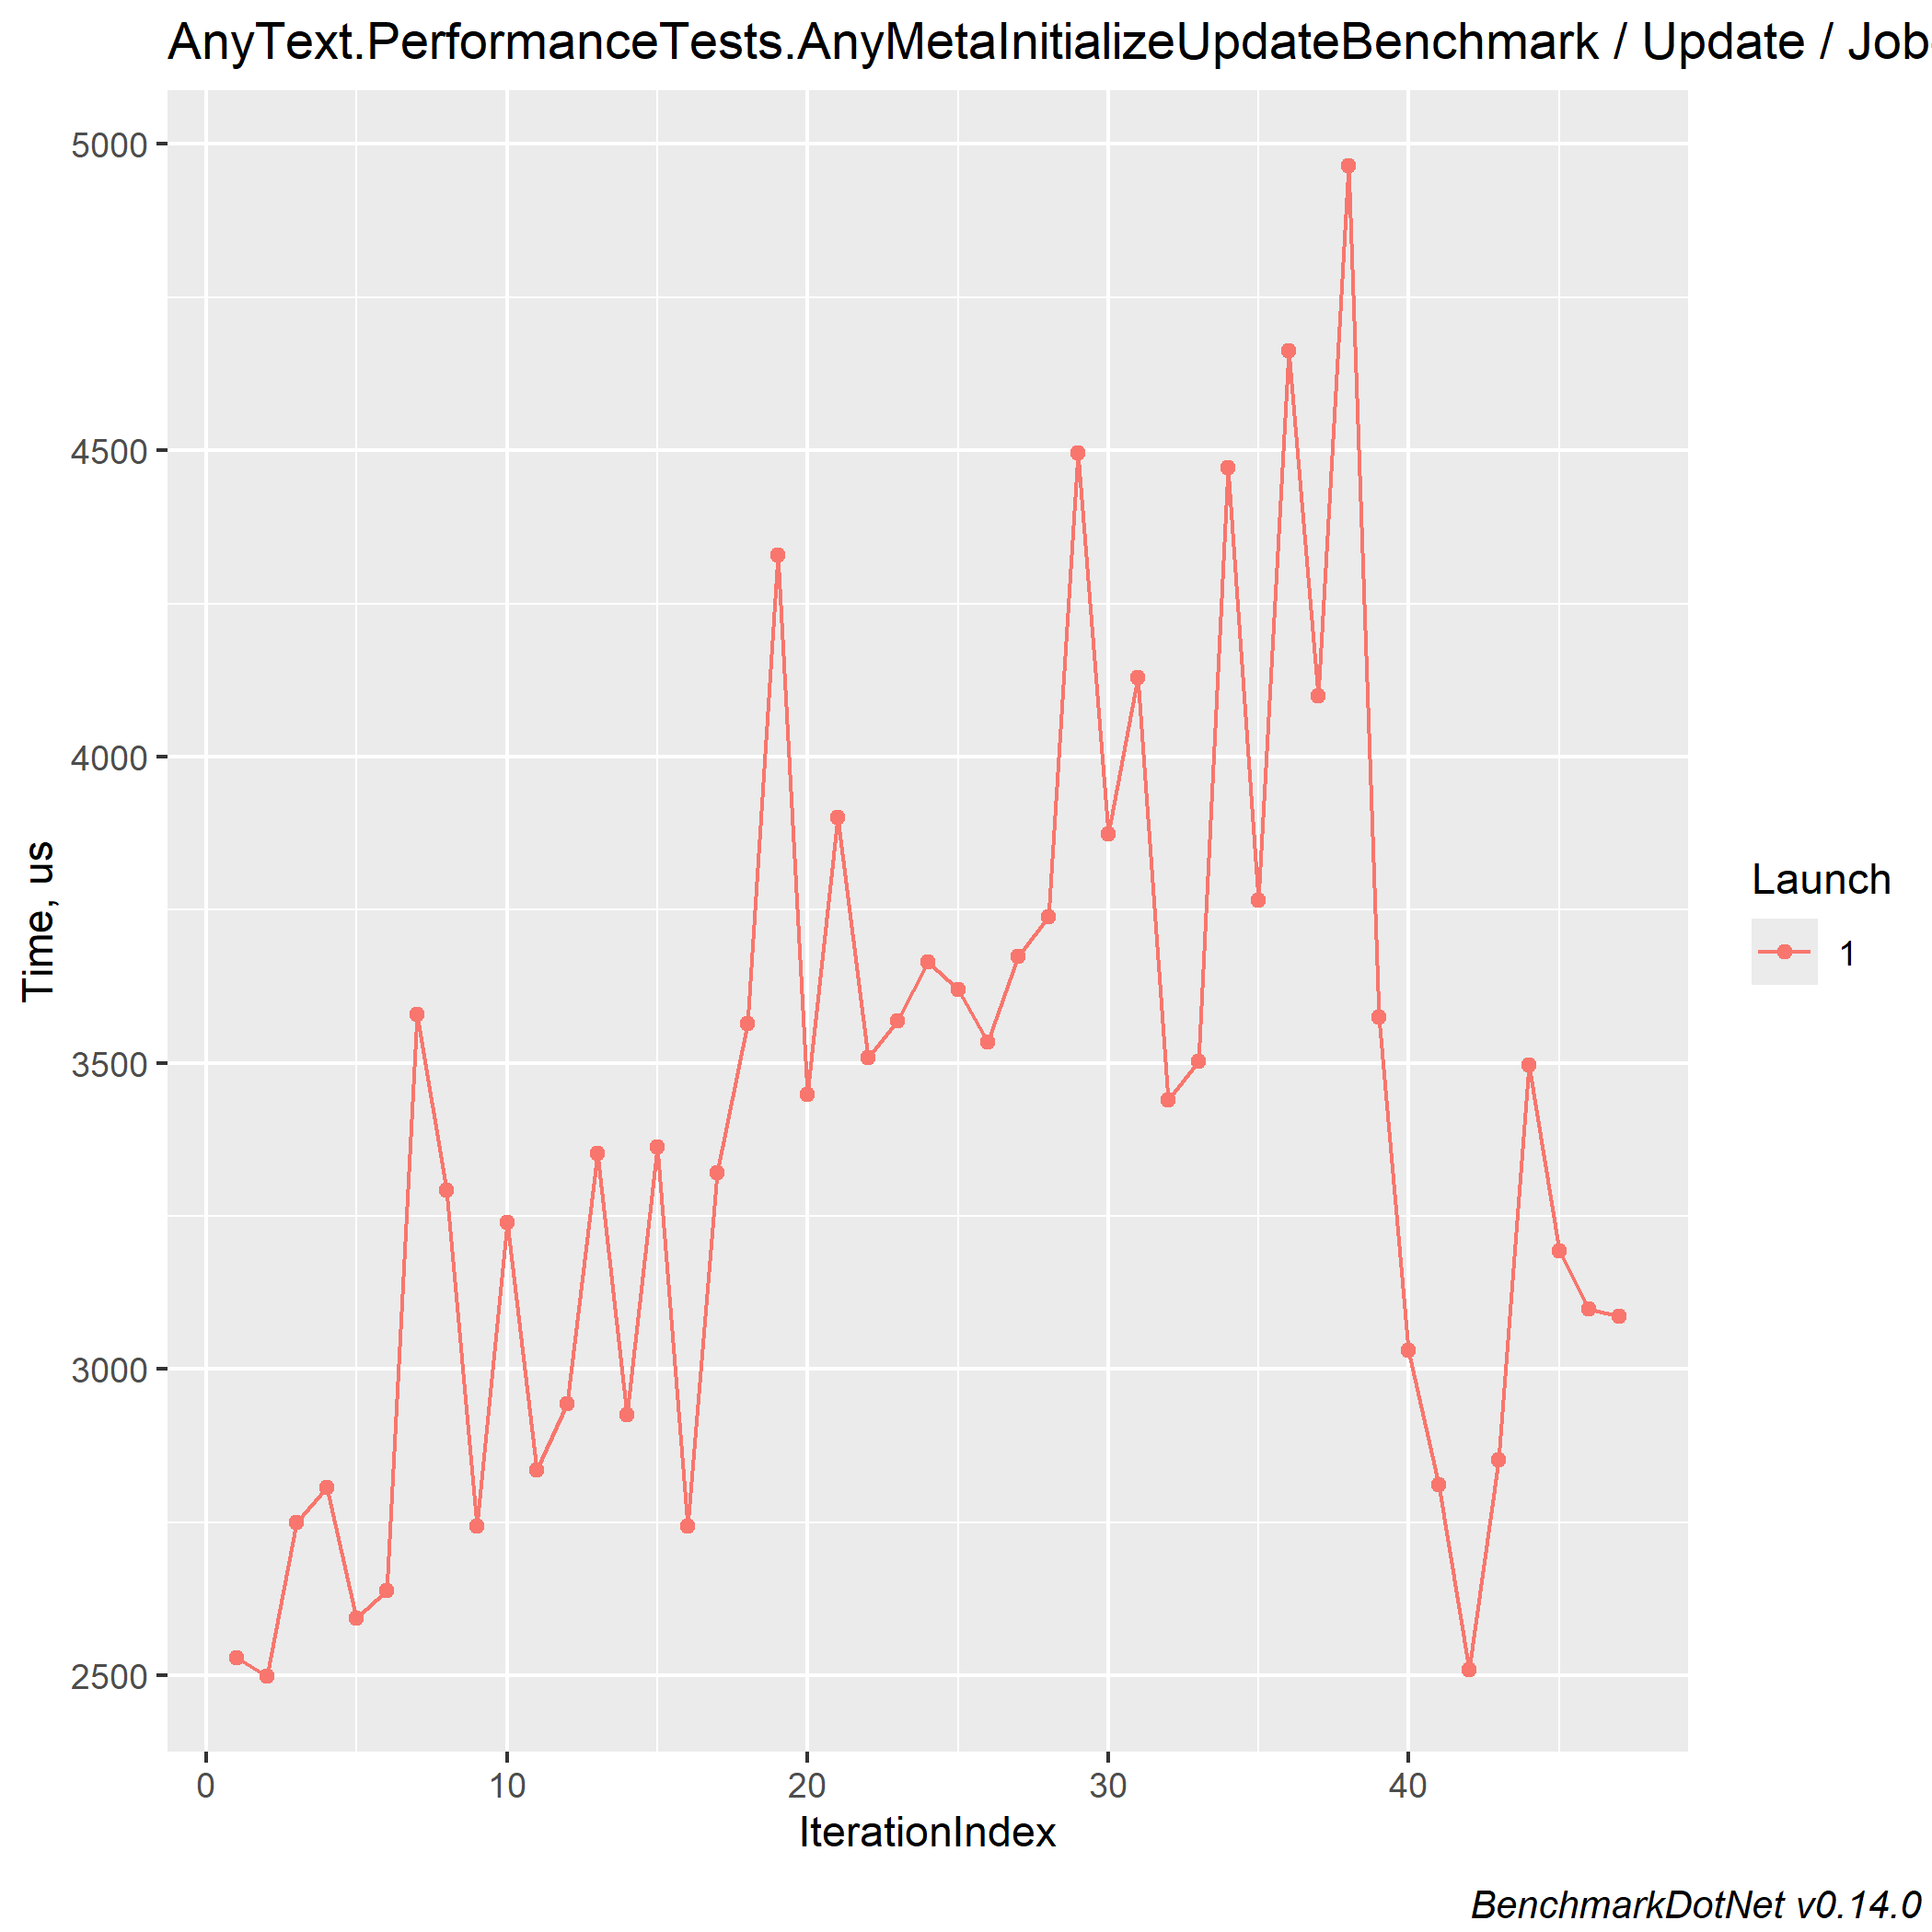 AnyText.PerformanceTests.AnyMetaInitializeUpdateBenchmark / Update / Job
5000
4500
4000
3500
3000
2500
Time, us
0 10 20 30 40
IterationIndex
Launch
1
BenchmarkDotNet v0.14.0